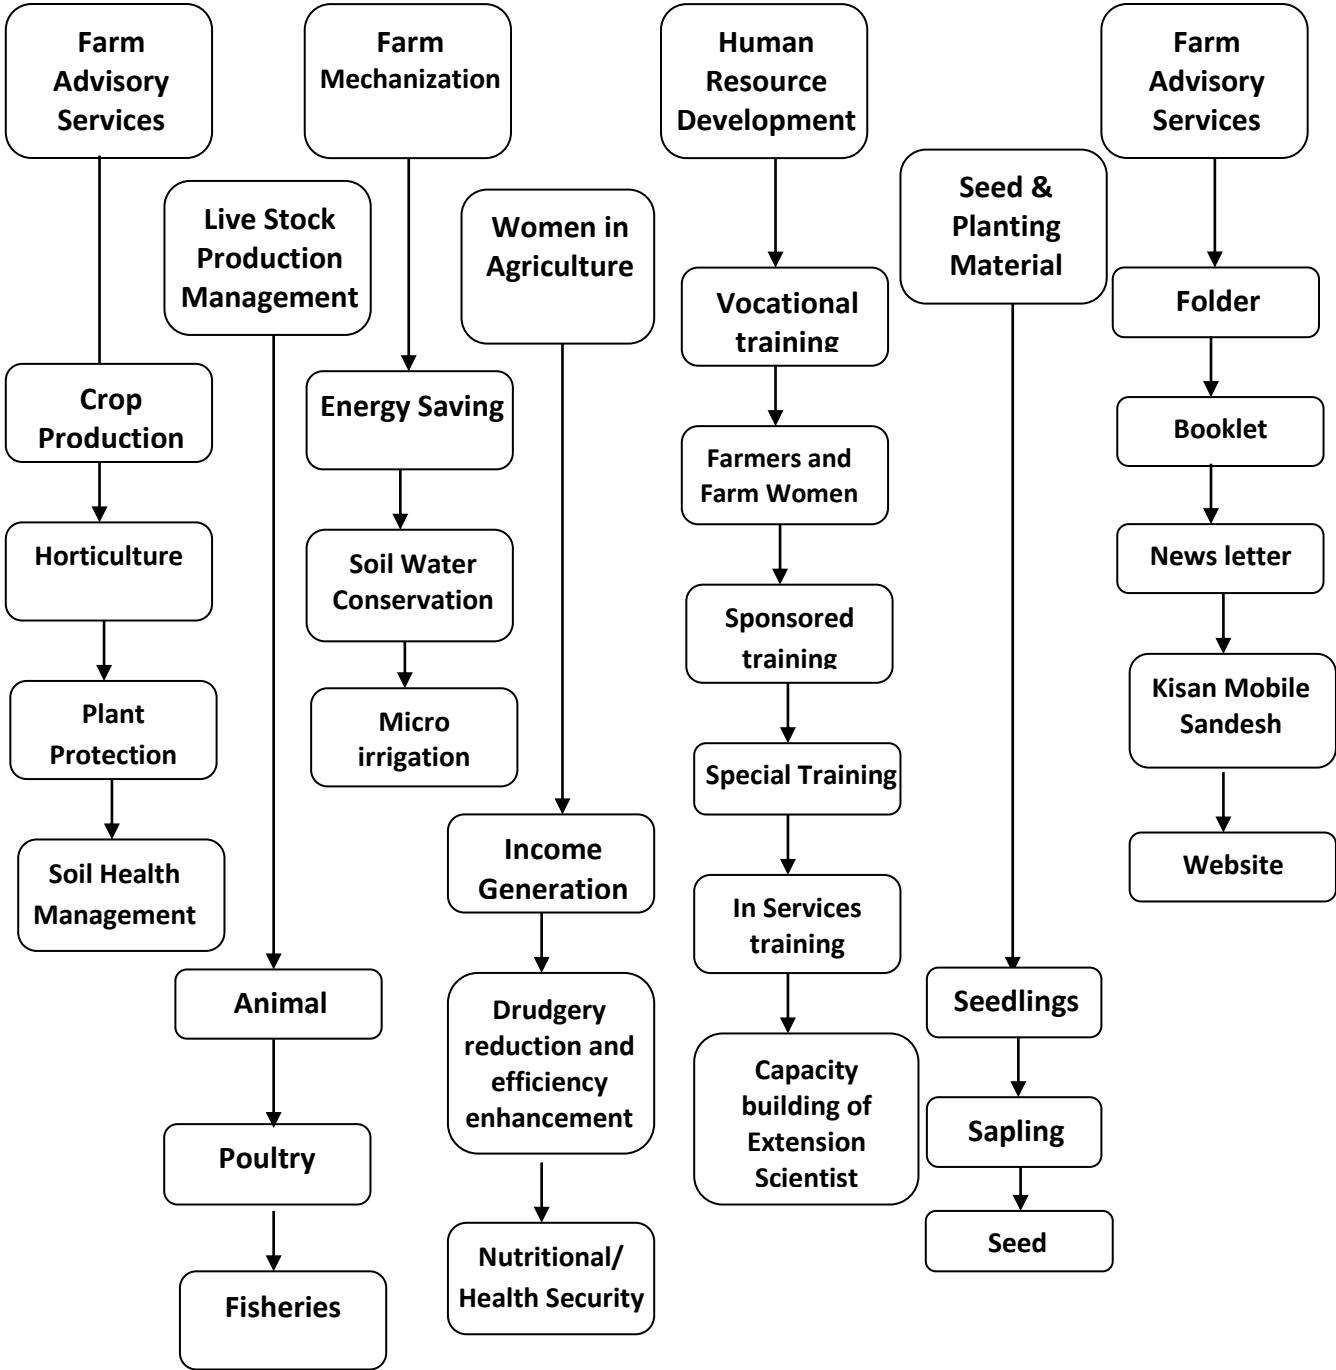 Farm
Advisory
Services
Crop
Production
Horticulture
Plant
Protection
Soil Health
Management
Live Stock
Production
Management
Animal
Poultry
Fisheries
Farm
Mechanization
Energy Saving
Soil Water
Conservation
Micro
irrigation
Women in
Agriculture
Income
Generation
Drudgery
reduction and
efficiency
enhancement
Nutritional/
Health Security
Human
Resource
Development
Vocational
training
Farmers and
Farm Women
Sponsored
training
Special Training
In Services
training
Capacity
building of
Extension
Scientist
Seed &
Planting
Material
Seedlings
Sapling
Seed
Farm
Advisory
Services
Folder
Booklet
News letter
Kisan Mobile
Sandesh
Website